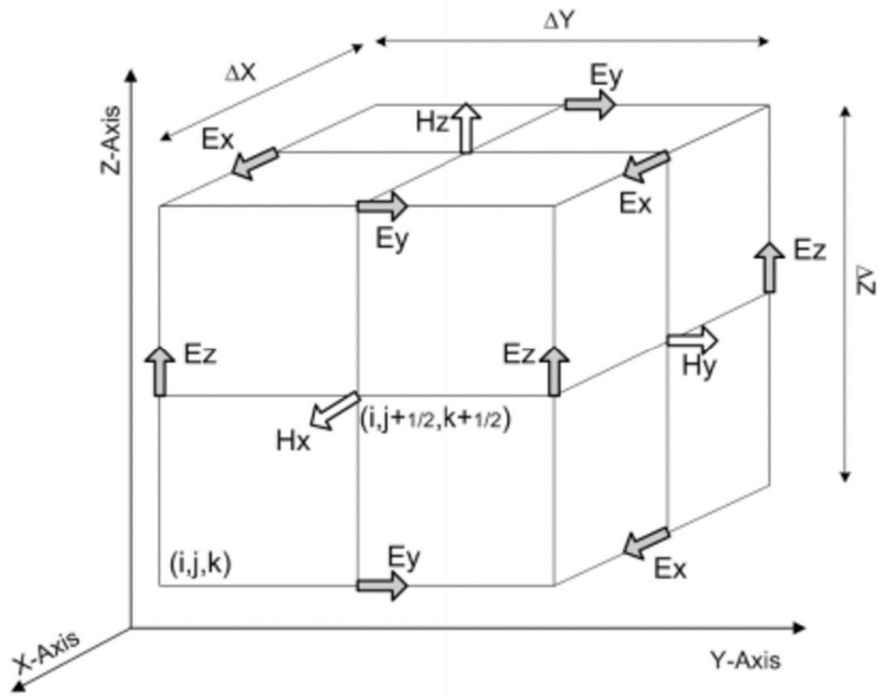 ΔY
ΔX
Ey
Hz
Ex
Z-Axis
Ex
Ey
Ez
ΔZ
Ez
Ez
Hy
Hx
(i,j+1/2,k+1/2)
(i,j,k)
Ey
Ex
X-Axis
Y-Axis